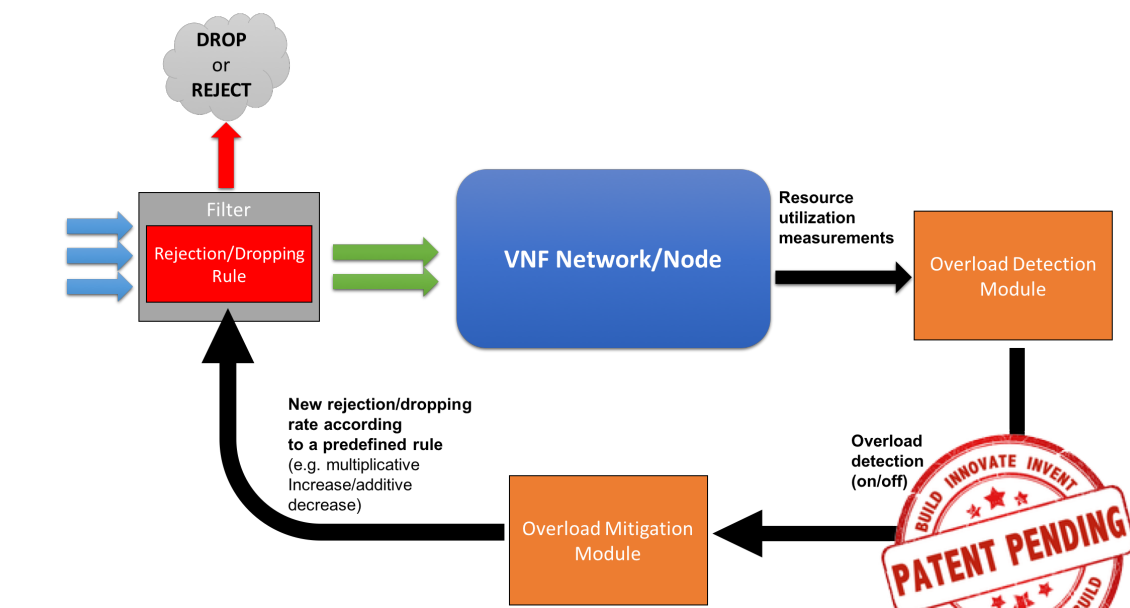 DROP
or
REJECT
Filter
Rejection/Dropping
Rule
VNF Network/Node
Resource
utilization
measurements
Overload Detection
Module
New rejection/dropping
rate according
to a predefined rule
(e.g. multiplicative
Increase/additive
decrease)
Overload
detection
(on/off)
Overload Mitigation
Module
BUILD INNOVATE INVENT
PATENT PENDING
BUILD